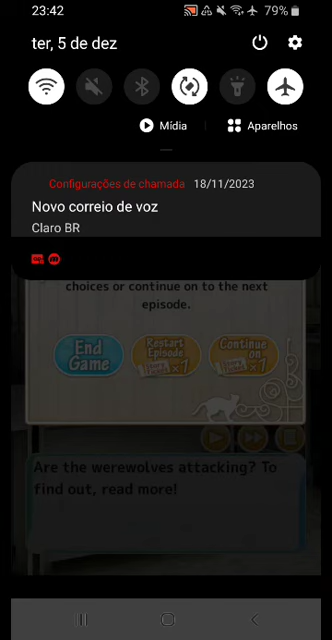 23:42
79%
ter, 5 de dez
Mídia
Aparelhos
Configurações de chamada 18/11/2023
Novo correio de voz
Claro BR
choices or continue on to the next
episode.
End
Game
Restart
Episode
×1
Continue
on
×1
Are the werewolves attacking? To
find out, read more!